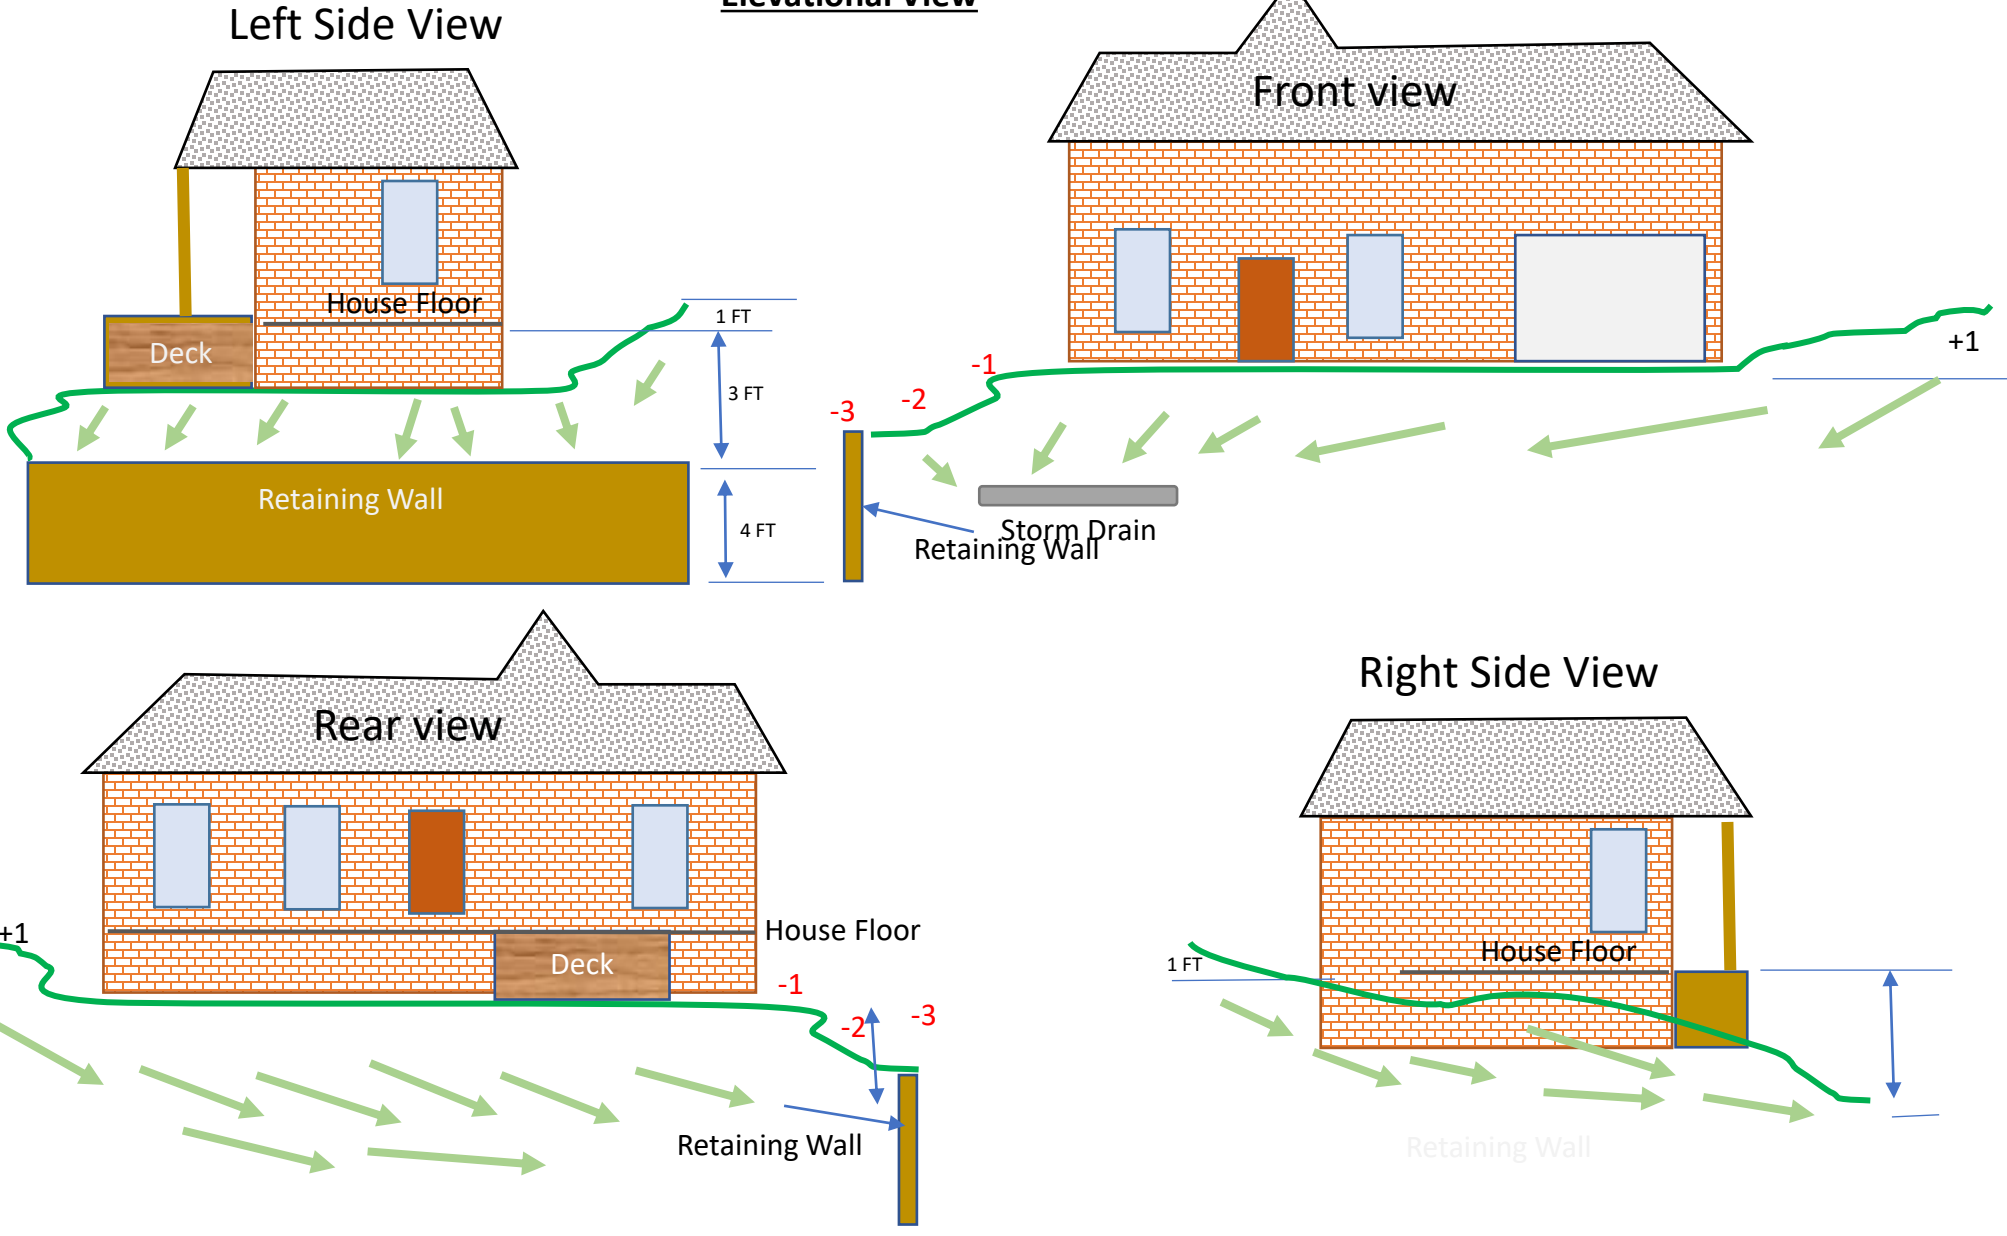 Elevational View
Left Side View
Front view
House Floor
1 FT
Deck
3 FT
+1
-1
-2
-3
Retaining Wall
4 FT
Storm Drain
Retaining Wall
Rear view
Right Side View
+1
House Floor
Deck
-1
-2
-3
Retaining Wall
House Floor
1 FT
Retaining Wall